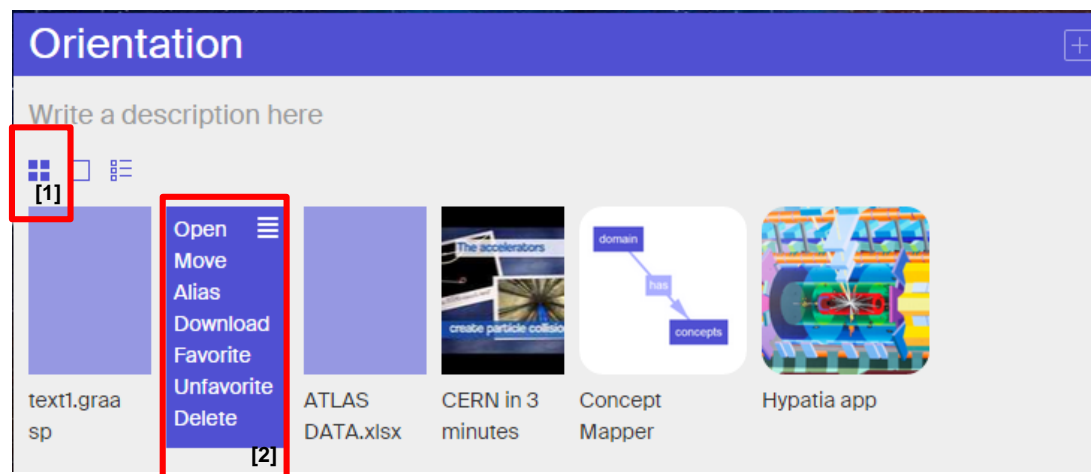 Orientation
Write a description here
[1]
Open
Move
Alias
Download
Favorite
Unfavorite
Delete
[2]
The accelerators
create particle collisio
domain
has
concepts
text1.graa
sp
ATLAS
DATA.xlsx
CERN in 3
minutes
Concept
Mapper
Hypatia app